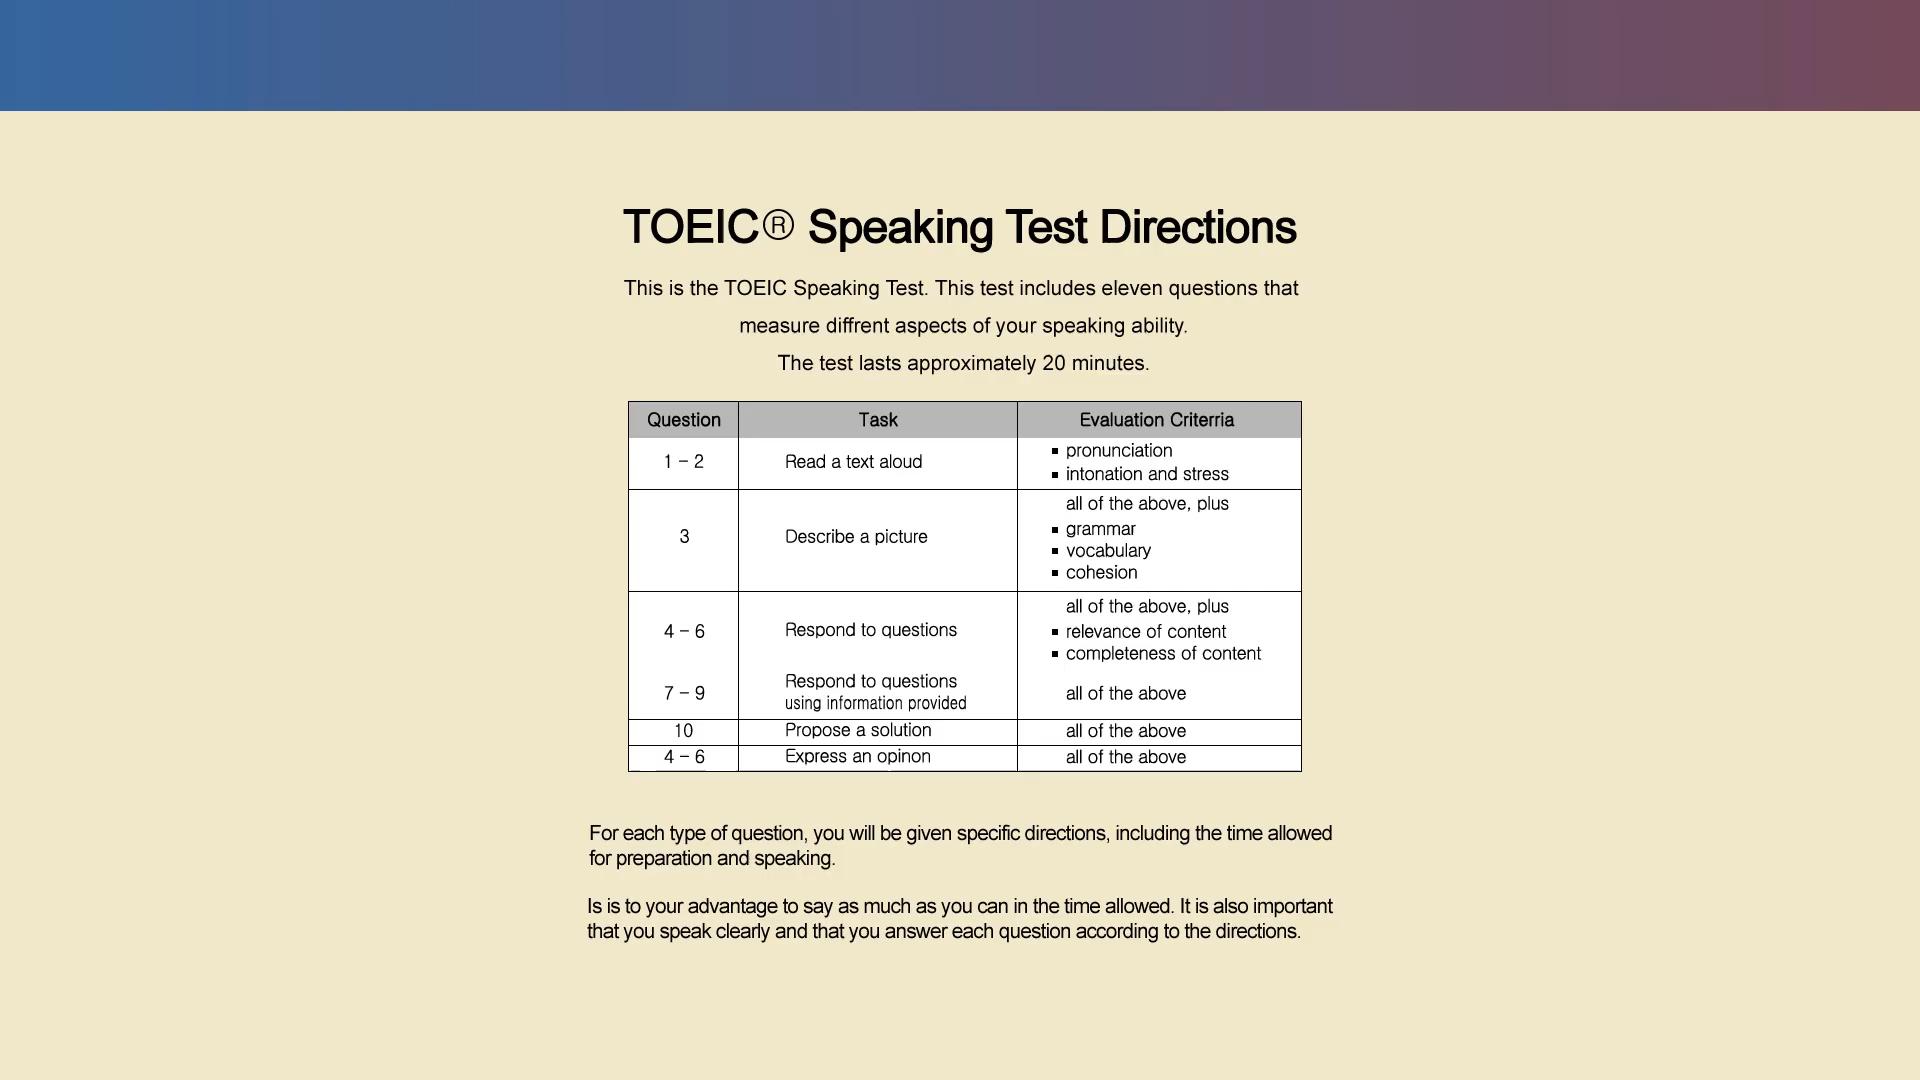 TOEIC® Speaking Test Directions
This is the TOEIC Speaking Test. This test includes eleven questions that
measure diffrent aspects of your speaking ability.
The test lasts approximately 20 minutes.
Question Task Evaluation Criterria
1 - 2 Read a text aloud
▪ pronunciation
▪ intonation and stress
3 Describe a picture
all of the above, plus
▪ grammar
▪ vocabulary
▪ cohesion
4 - 6 Respond to questions
all of the above, plus
▪ relevance of content
▪ completeness of content
7 - 9
Respond to questions
using information provided
all of the above
10 Propose a solution all of the above
4 - 6 Express an opinon all of the above
For each type of question, you will be given specific directions, including the time allowed
for preparation and speaking.
Is is to your advantage to say as much as you can in the time allowed. It is also important
that you speak clearly and that you answer each question according to the directions.